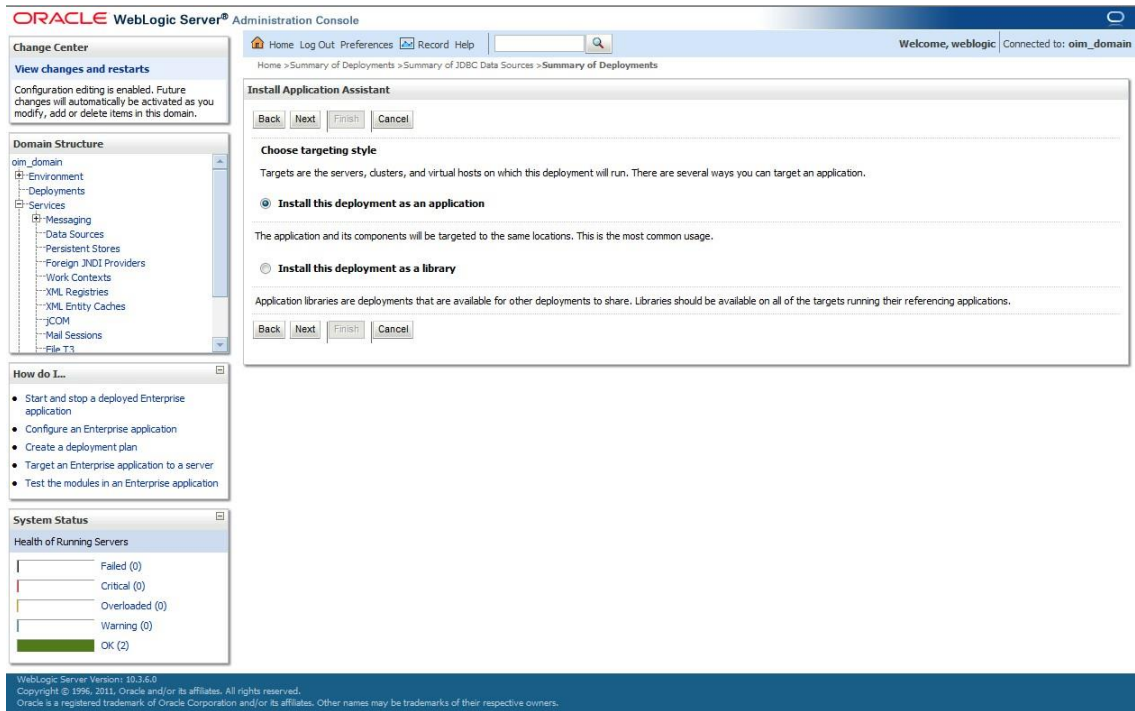 ORACLE WebLogic Server® Administration Console
Change Center
View changes and restarts
Configuration editing is enabled. Future
changes will automatically be activated as you
modify, add or delete items in this domain.
Domain Structure
oim_domain
Environment
Deployments
Services
Messaging
Data Sources
Persistent Stores
Foreign JNDI Providers
Work Contexts
XML Registries
XML Entity Caches
jCOM
Mail Sessions
File T3
How do I...
Start and stop a deployed Enterprise
application
Configure an Enterprise application
Create a deployment plan
Target an Enterprise application to a server
Test the modules in an Enterprise application
System Status
Health of Running Servers
Failed (0)
Critical (0)
Overloaded (0)
Warning (0)
OK (2)
Home Log Out Preferences Record Help
Welcome, weblogic Connected to: oim_domain
Home >Summary of Deployments >Summary of JDBC Data Sources >Summary of Deployments
Install Application Assistant
Back Next Finish Cancel
Choose targeting style
Targets are the servers, clusters, and virtual hosts on which this deployment will run. There are several ways you can target an application.
Install this deployment as an application
The application and its components will be targeted to the same locations. This is the most common usage.
Install this deployment as a library
Application libraries are deployments that are available for other deployments to share. Libraries should be available on all of the targets running their referencing applications.
Back Next Finish Cancel
WebLogic Server Version: 10.3.6.0
Copyright © 1996, 2011, Oracle and/or its affiliates. All rights reserved.
Oracle is a registered trademark of Oracle Corporation and/or its affiliates. Other names may be trademarks of their respective owners.